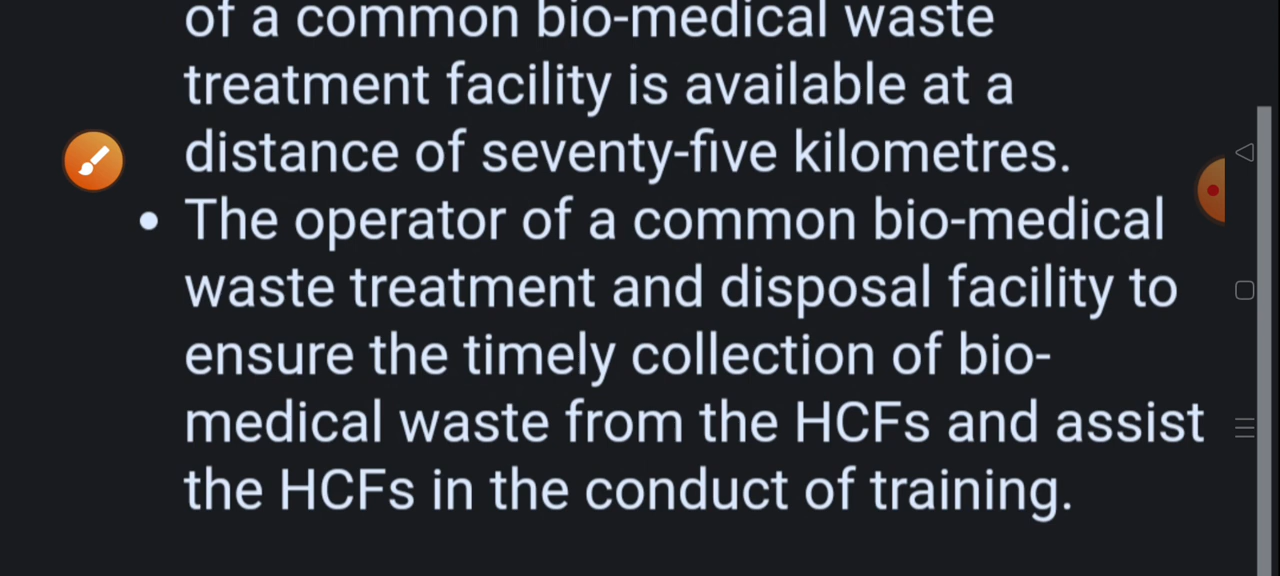 of a common bio-medical waste
treatment facility is available at a
distance of seventy-five kilometres.
• The operator of a common bio-medical
waste treatment and disposal facility to
ensure the timely collection of bio-
medical waste from the HCFs and assist
the HCFs in the conduct of training.